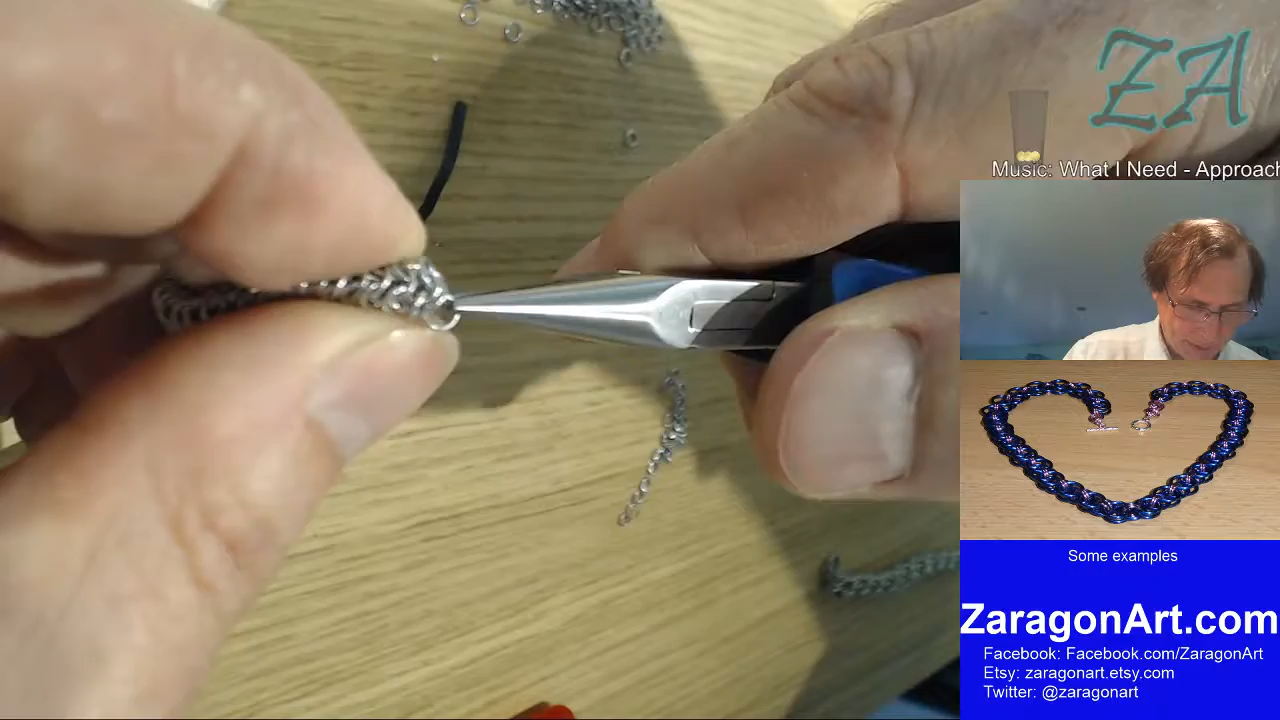 ZA
Music: What I Need - Approach
Some examples
ZaragonArt.com
Facebook: Facebook.com/ZaragonArt
Etsy: zaragonart.etsy.com
Twitter: @zaragonart